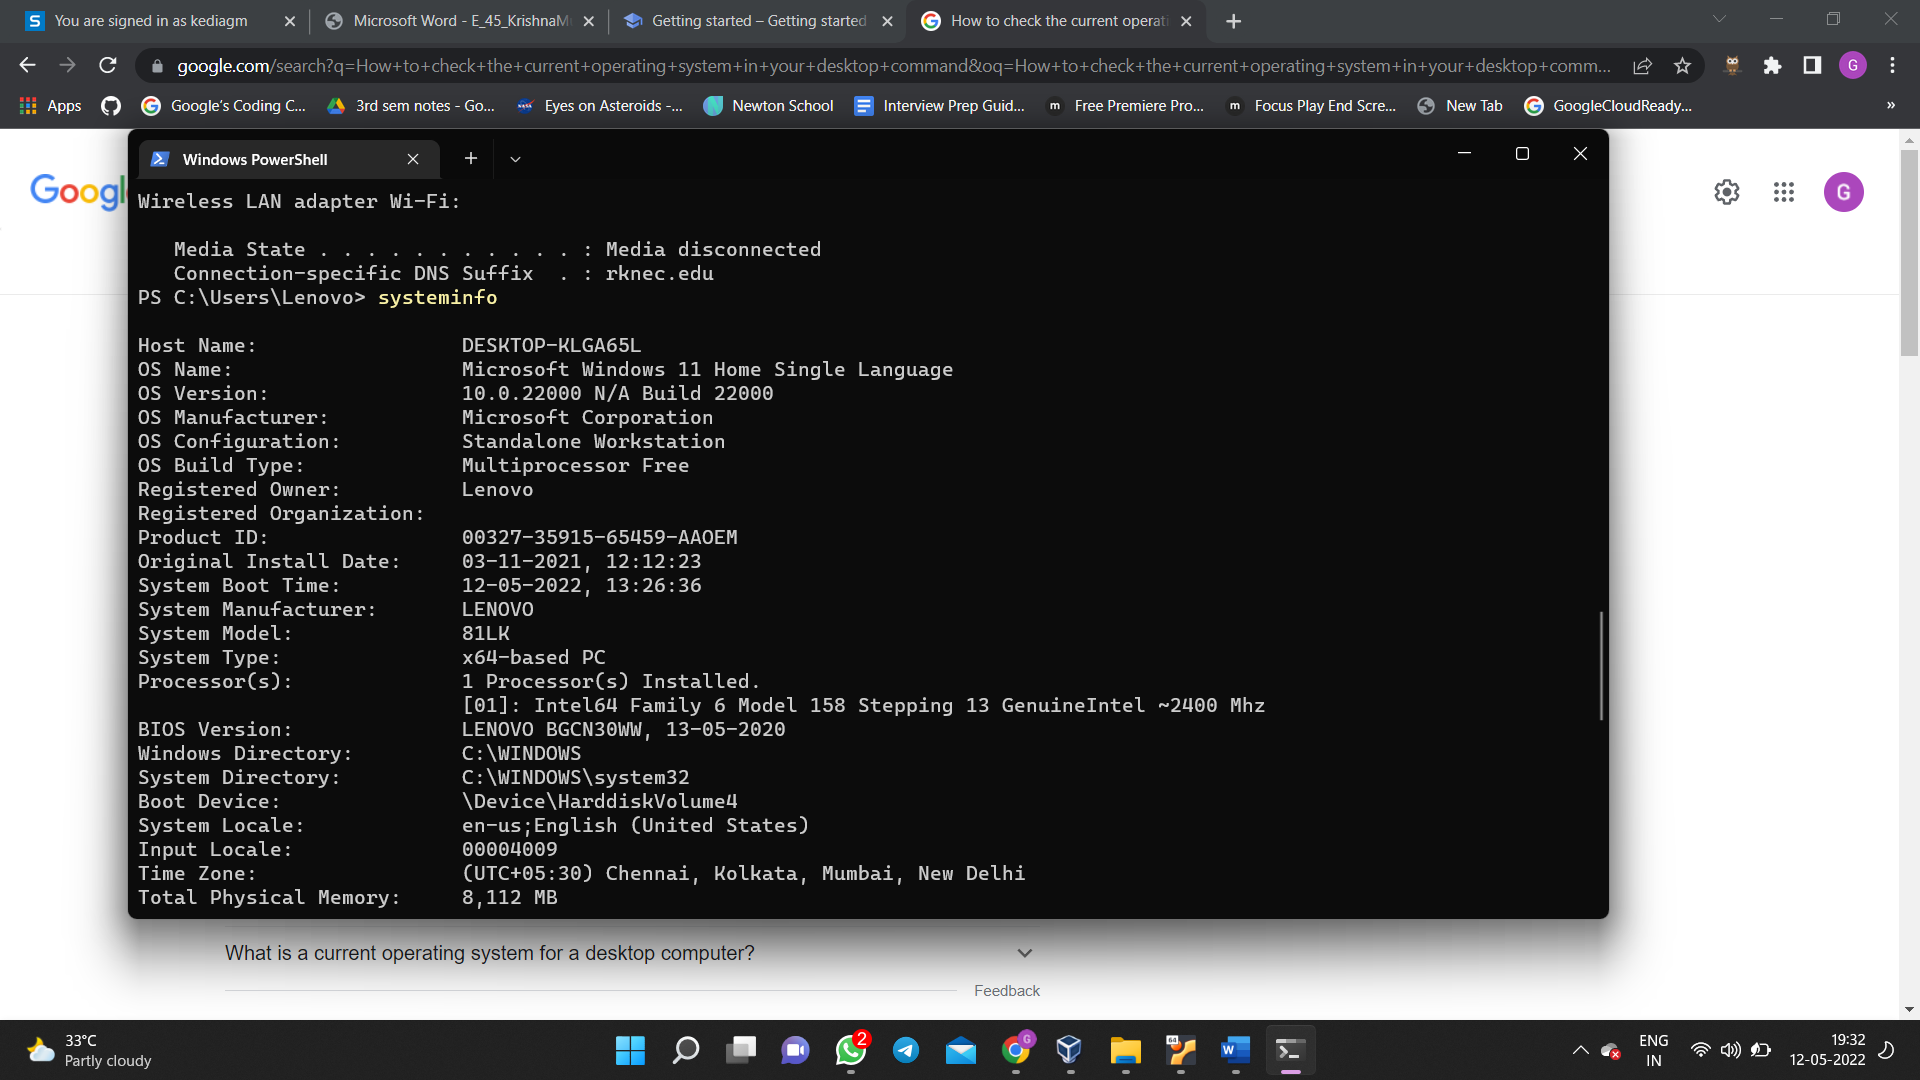 You are signed in as kediagm
Microsoft Word - E_45_KrishnaM
Getting started – Getting started
How to check the current operati
google.com/search?q=How+to+check+the+current+operating+system+in+your+desktop+command&oq=How+to+check+the+current+operating+system+in+your+desktop+comm...
G
Apps
Google's Coding C...
3rd sem notes - Go...
Eyes on Asteroids -...
Newton School
Interview Prep Guid...
m
Free Premiere Pro...
m
Focus Play End Scre...
New Tab
GoogleCloudReady...
»
Windows PowerShell
Googl
G
Wireless LAN adapter Wi-Fi:
Media State . . . . . . . . . . . : Media disconnected
Connection-specific DNS Suffix  . : rknec.edu
PS C:\Users\Lenovo> systeminfo
Host Name:                 DESKTOP-KLGA65L
OS Name:                   Microsoft Windows 11 Home Single Language
OS Version:                10.0.22000 N/A Build 22000
OS Manufacturer:           Microsoft Corporation
OS Configuration:          Standalone Workstation
OS Build Type:             Multiprocessor Free
Registered Owner:          Lenovo
Registered Organization:
Product ID:                00327-35915-65459-AAOEM
Original Install Date:     03-11-2021, 12:12:23
System Boot Time:          12-05-2022, 13:26:36
System Manufacturer:       LENOVO
System Model:              81LK
System Type:               x64-based PC
Processor(s):              1 Processor(s) Installed.
[01]: Intel64 Family 6 Model 158 Stepping 13 GenuineIntel ~2400 Mhz
BIOS Version:              LENOVO BGCN30WW, 13-05-2020
Windows Directory:         C:\WINDOWS
System Directory:          C:\WINDOWS\system32
Boot Device:               \Device\HarddiskVolume4
System Locale:             en-us;English (United States)
Input Locale:              00004009
Time Zone:                 (UTC+05:30) Chennai, Kolkata, Mumbai, New Delhi
Total Physical Memory:     8,112 MB
What is a current operating system for a desktop computer?
Feedback
33°C
Partly cloudy
2
G
64
W
ENG
IN
19:32
12-05-2022